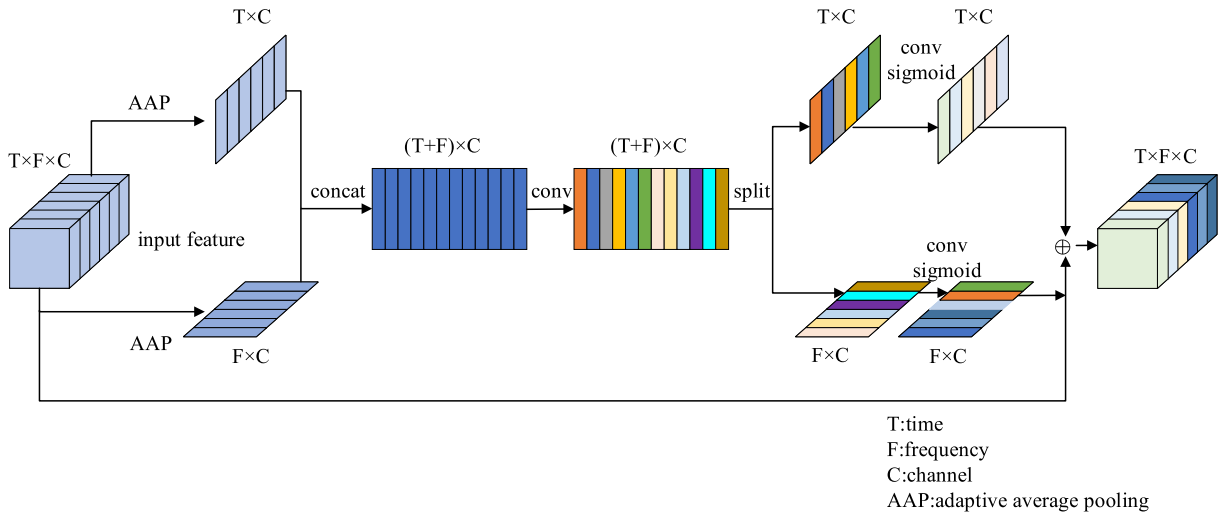 T×C
AAP
T×F×C
input feature
AAP
F×C
concat
(T+F)×C
conv
(T+F)×C
split
T×C
conv
sigmoid
T×C
conv
sigmoid
F×C
F×C
⊕
T×F×C
T:time
F:frequency
C:channel
AAP:adaptive average pooling